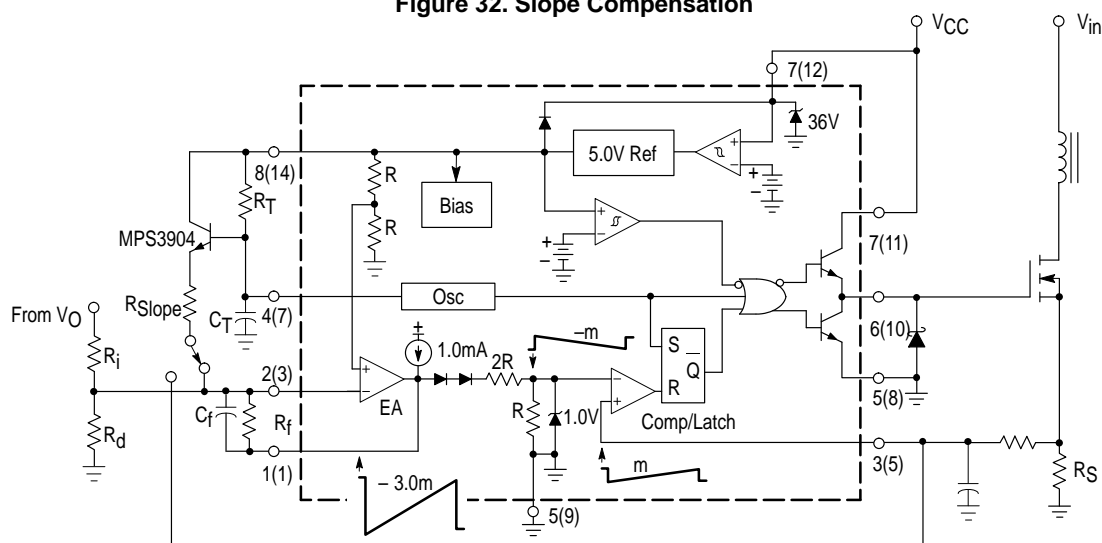 Figure 32. Slope Compensation
VCC
Vin
7(12)
36V
5.0V Ref
+
–
+
–
8(14)
RT
R
R
Bias
+
–
+
–
MPS3904
7(11)
RSlope
From VO
CT
4(7)
Osc
6(10)
+
1.0mA
– m
S
Q
R
Ri
2(3)
+
–
EA
2R
–
+
Comp/Latch
5(8)
Cf
Rf
R
1.0V
Rd
1(1)
3(5)
m
RS
– 3.0m
5(9)